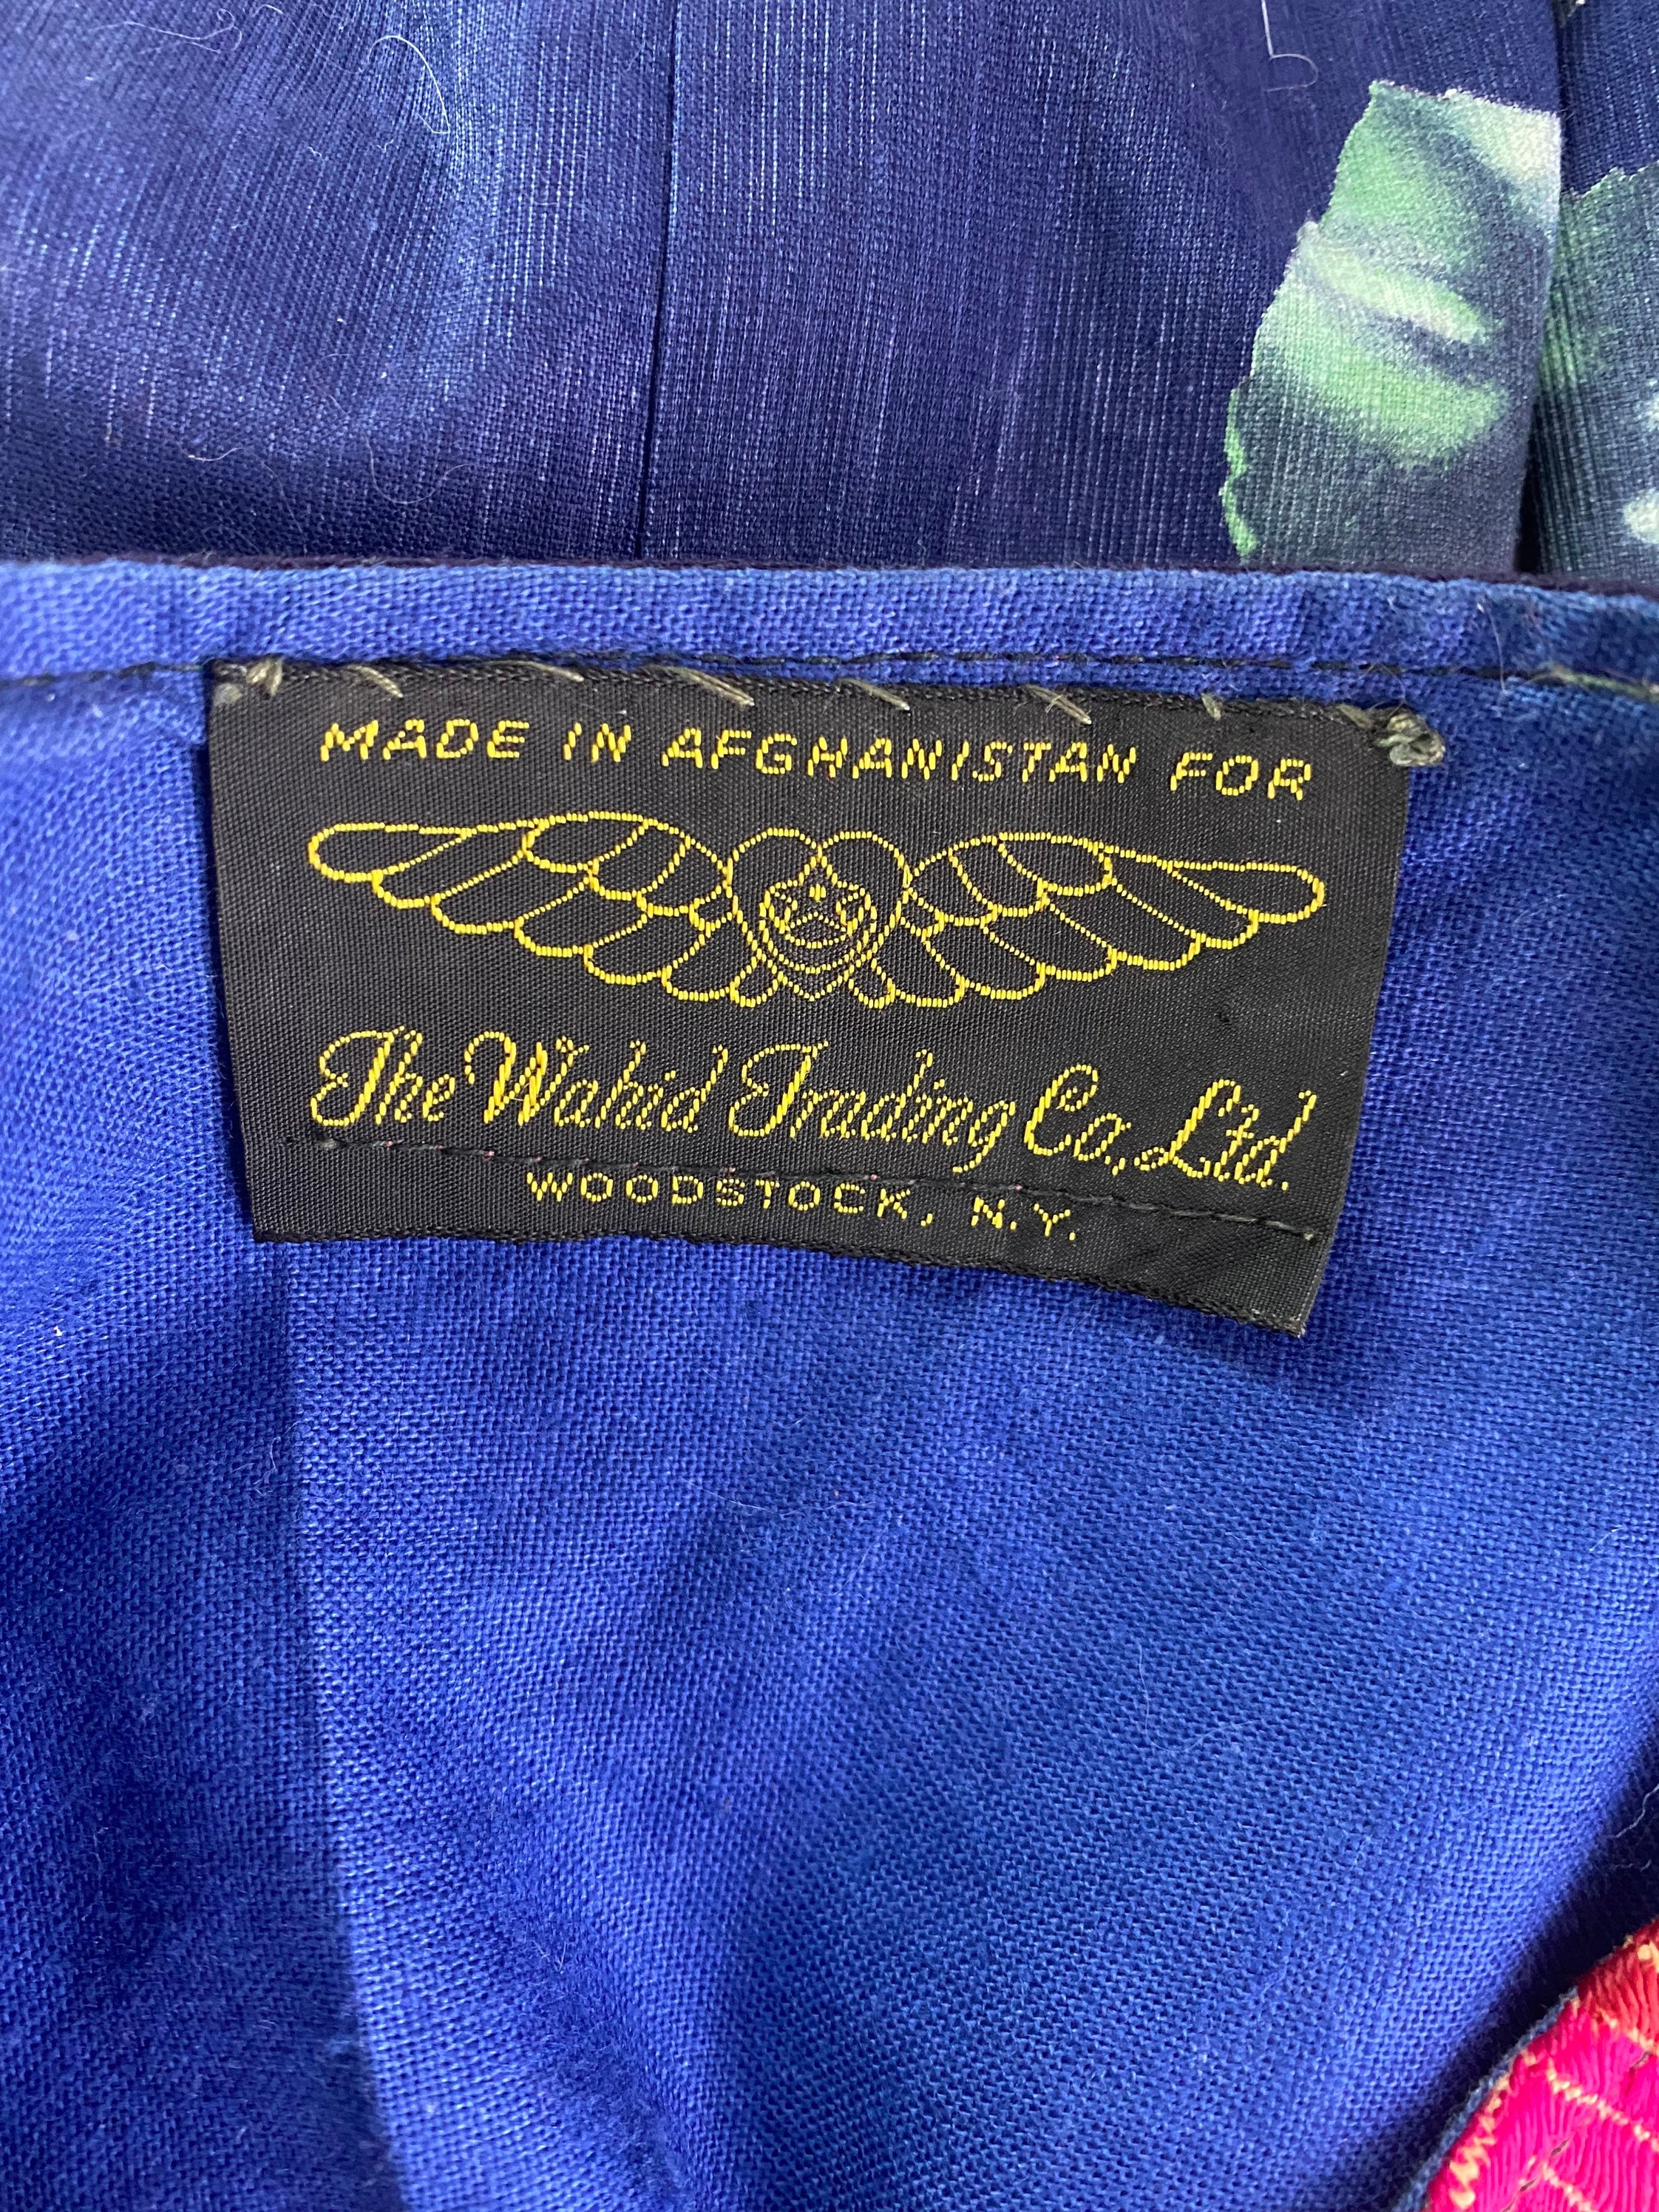 MADE IN AFGHANISTAN FOR
The Wahid Trading Co., Ltd.
WOODSTOCK, N.Y.